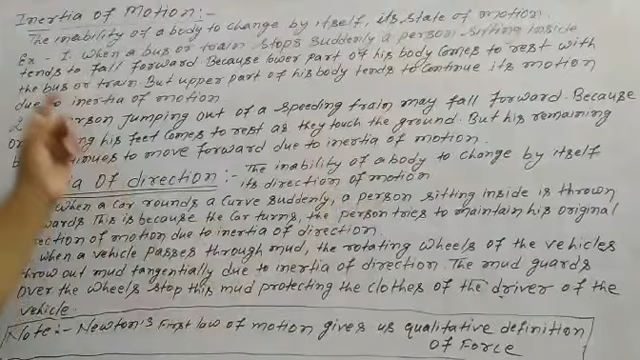 Inertia of Motion:-
The inability of a body to change by itself, its state of motion.
Ex - 1. When a bus or train stops suddenly a person sitting inside
tends to fall forward Because lower part of his body comes to rest with
the bus or train. But upper part of his body tends to continue its motion
due to inertia of motion
Jumping out of a speeding train may fall forward. Because
his feet comes to rest as they touch the ground. But his remaining
to move forward due to inertia of motion.
Of direction :- The inability of a body to change by itself
its direction of motion
When a car rounds a curve suddenly, a person sitting inside is thrown
This is because the car turns, the person tries to maintain his original
of motion due to inertia of direction.
when a vehicle passes through mud, the rotating wheels of the vehicles
throw out mud tangentially due to inertia of direction. The mud guards
over the wheels stop this mud protecting the clothes of the driver of the
vehicle.
Note:- Newton's First law of motion gives us qualitative definition
Of Force